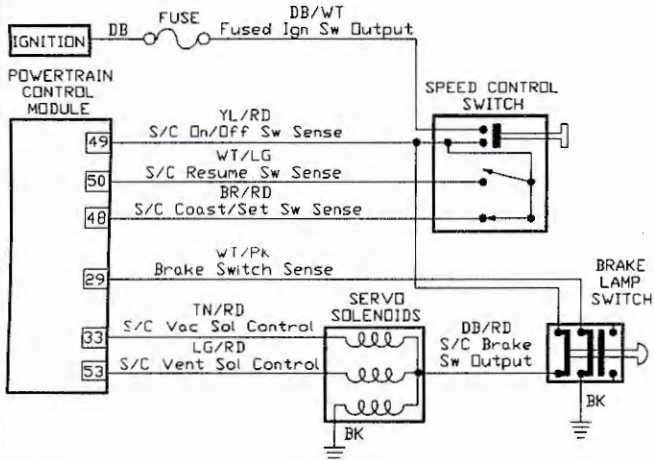 DB/WT
FUSE
IGNITION
DB
Fused Ign Sw Output
POWERTRAIN
CONTROL
MODULE
SPEED CONTROL
SWITCH
YL/RD
49
S/C On/Off Sw Sense
WT/LG
50
S/C Resume Sw Sense
BR/RD
48
S/C Coast/Set Sw Sense
WT/PK
29
Brake Switch Sense
BRAKE
LAMP
SWITCH
TN/RD
33
S/C Vac Sol Control
SERVO
SOLENOIDS
DB/RD
S/C Brake
Sw Output
LG/RD
53
S/C Vent Sol Control
BK
BK